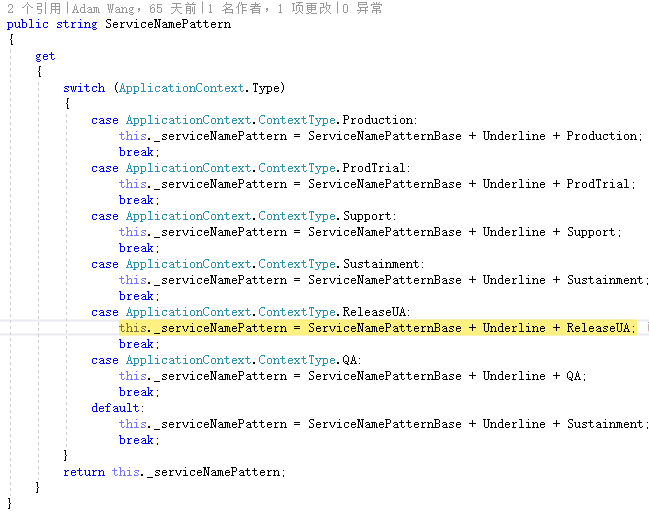 2 个引用|Adam Wang，65 天前|1 名作者，1 项更改|0 异常
public string ServiceNamePattern
{
    get
    {
        switch (ApplicationContext.Type)
        {
            case ApplicationContext.ContextType.Production:
                this._serviceNamePattern = ServiceNamePatternBase + Underline + Production;
                break;
            case ApplicationContext.ContextType.ProdTrial:
                this._serviceNamePattern = ServiceNamePatternBase + Underline + ProdTrial;
                break;
            case ApplicationContext.ContextType.Support:
                this._serviceNamePattern = ServiceNamePatternBase + Underline + Support;
                break;
            case ApplicationContext.ContextType.Sustainment:
                this._serviceNamePattern = ServiceNamePatternBase + Underline + Sustainment;
                break;
            case ApplicationContext.ContextType.ReleaseUA:
                this._serviceNamePattern = ServiceNamePatternBase + Underline + ReleaseUA;
                break;
            case ApplicationContext.ContextType.QA:
                this._serviceNamePattern = ServiceNamePatternBase + Underline + QA;
                break;
            default:
                this._serviceNamePattern = ServiceNamePatternBase + Underline + Sustainment;
                break;
        }
        return this._serviceNamePattern;
    }
}